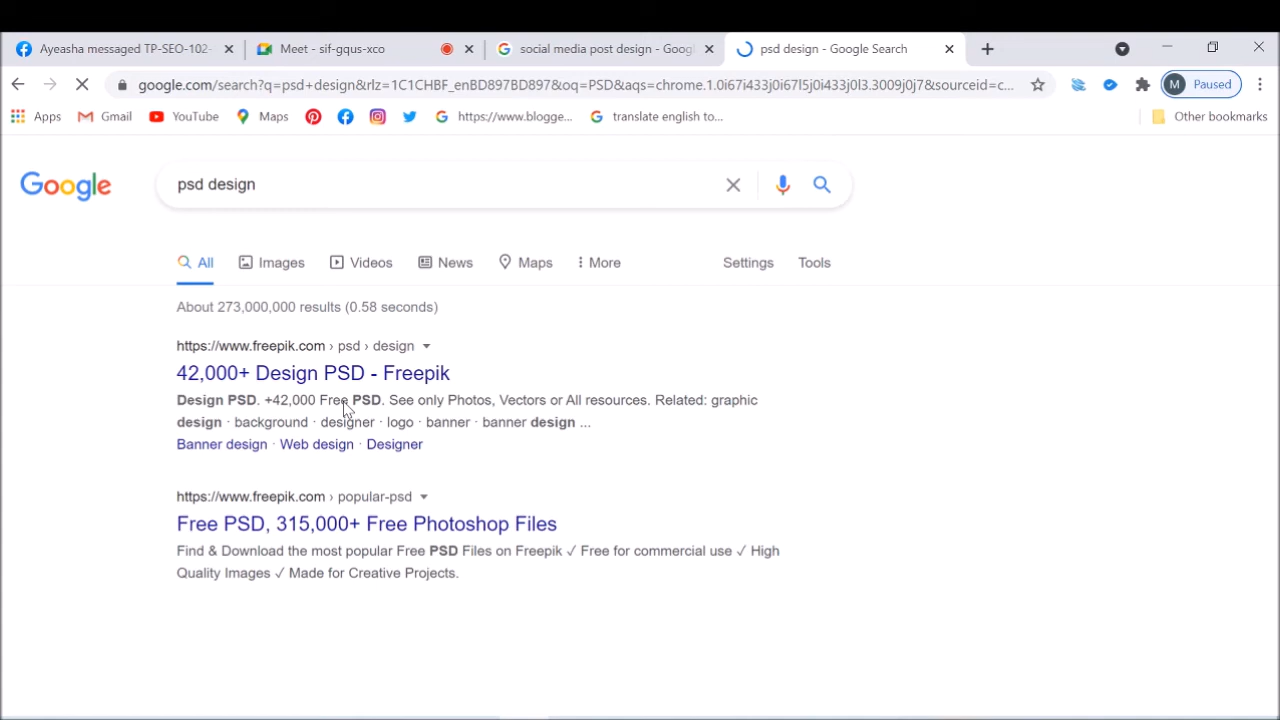 Ayeasha messaged TP-SEO-102-
Meet - sif-gqus-xco
social media post design - Goog
psd design - Google Search
google.com/search?q=psd+design&rlz=1C1CHBF_enBD897BD897&oq=PSD&aqs=chrome.1.0i67i433j0i67l5j0i433j0l3.3009j0j7&sourceid=c...
M
Paused
Apps
Gmail
YouTube
Maps
https://www.blogge...
translate english to...
Other bookmarks
Google
psd design
All
Images
Videos
News
Maps
More
Settings
Tools
About 273,000,000 results (0.58 seconds)
https://www.freepik.com › psd › design
42,000+ Design PSD - Freepik
Design PSD. +42,000 Free PSD. See only Photos, Vectors or All resources. Related: graphic
design · background · designer · logo · banner · banner design ...
Banner design · Web design · Designer
https://www.freepik.com › popular-psd
Free PSD, 315,000+ Free Photoshop Files
Find & Download the most popular Free PSD Files on Freepik ✓ Free for commercial use ✓ High
Quality Images ✓ Made for Creative Projects.